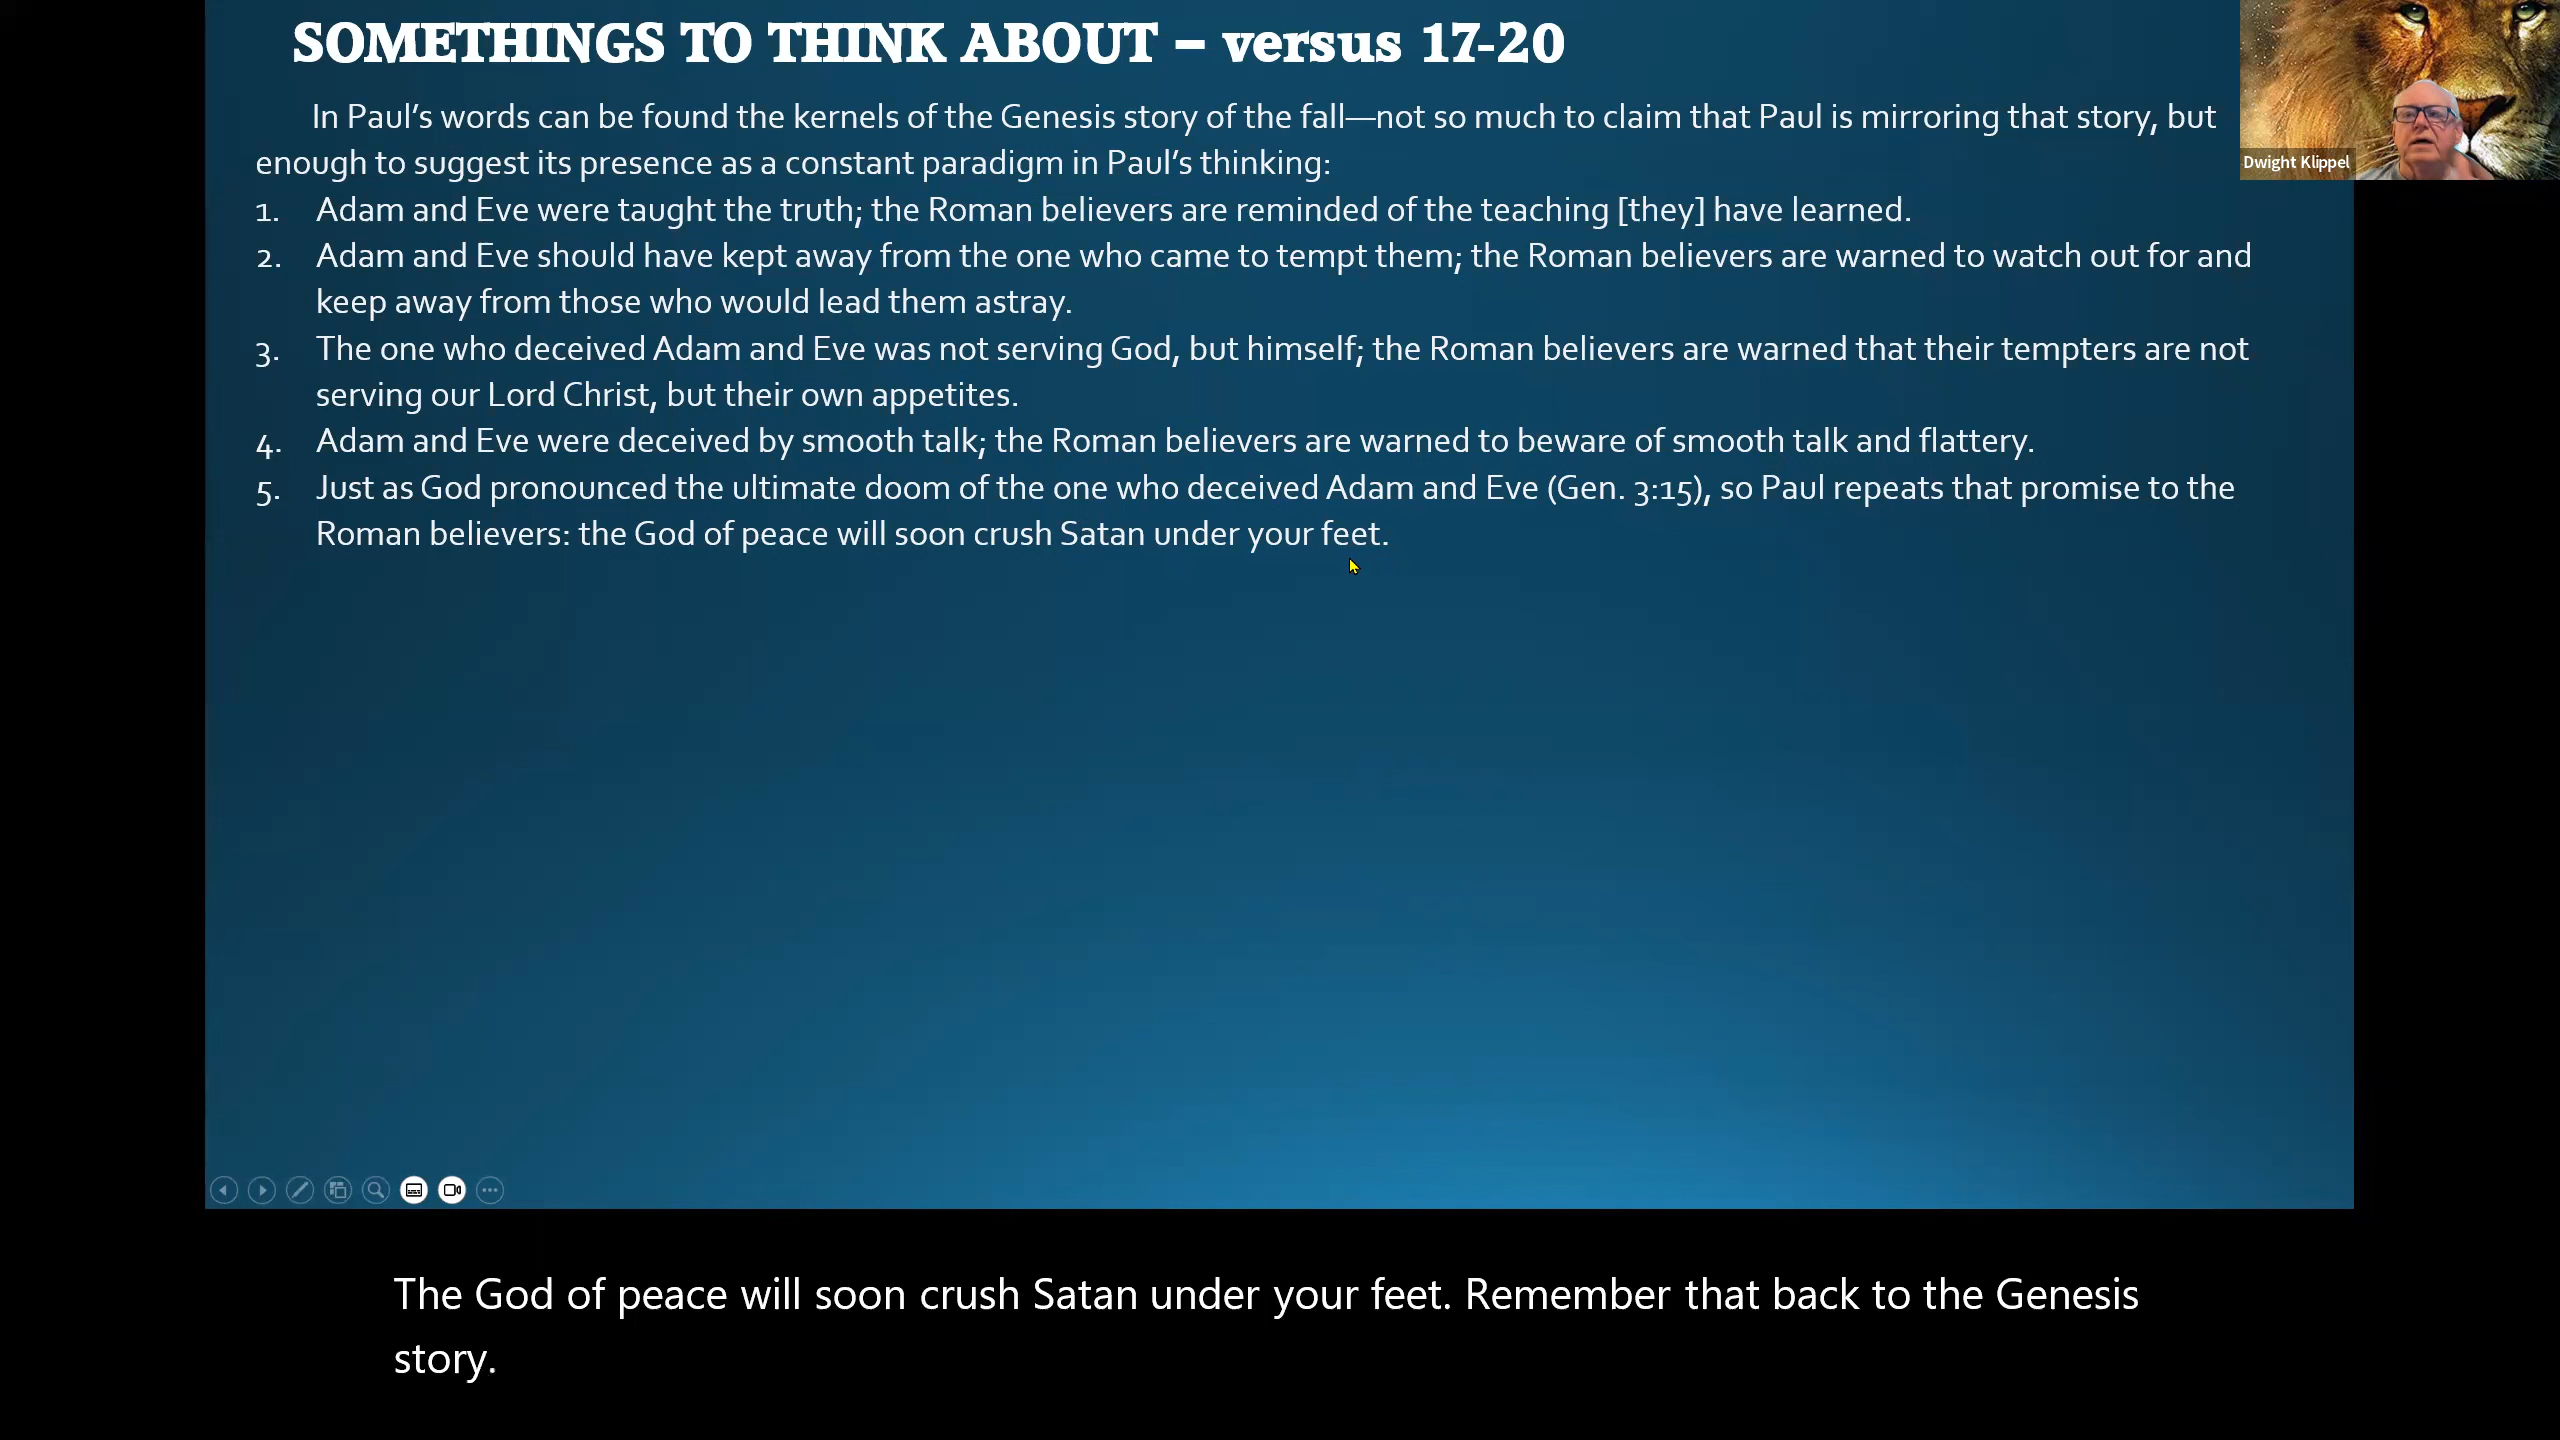 SOMETHINGS TO THINK ABOUT – versus 17-20
In Paul’s words can be found the kernels of the Genesis story of the fall—not so much to claim that Paul is mirroring that story, but
enough to suggest its presence as a constant paradigm in Paul’s thinking:
1. Adam and Eve were taught the truth; the Roman believers are reminded of the teaching [they] have learned.
2. Adam and Eve should have kept away from the one who came to tempt them; the Roman believers are warned to watch out for and
keep away from those who would lead them astray.
3. The one who deceived Adam and Eve was not serving God, but himself; the Roman believers are warned that their tempters are not
serving our Lord Christ, but their own appetites.
4. Adam and Eve were deceived by smooth talk; the Roman believers are warned to beware of smooth talk and flattery.
5. Just as God pronounced the ultimate doom of the one who deceived Adam and Eve (Gen. 3:15), so Paul repeats that promise to the
Roman believers: the God of peace will soon crush Satan under your feet.
Dwight Klippel
The God of peace will soon crush Satan under your feet. Remember that back to the Genesis
story.